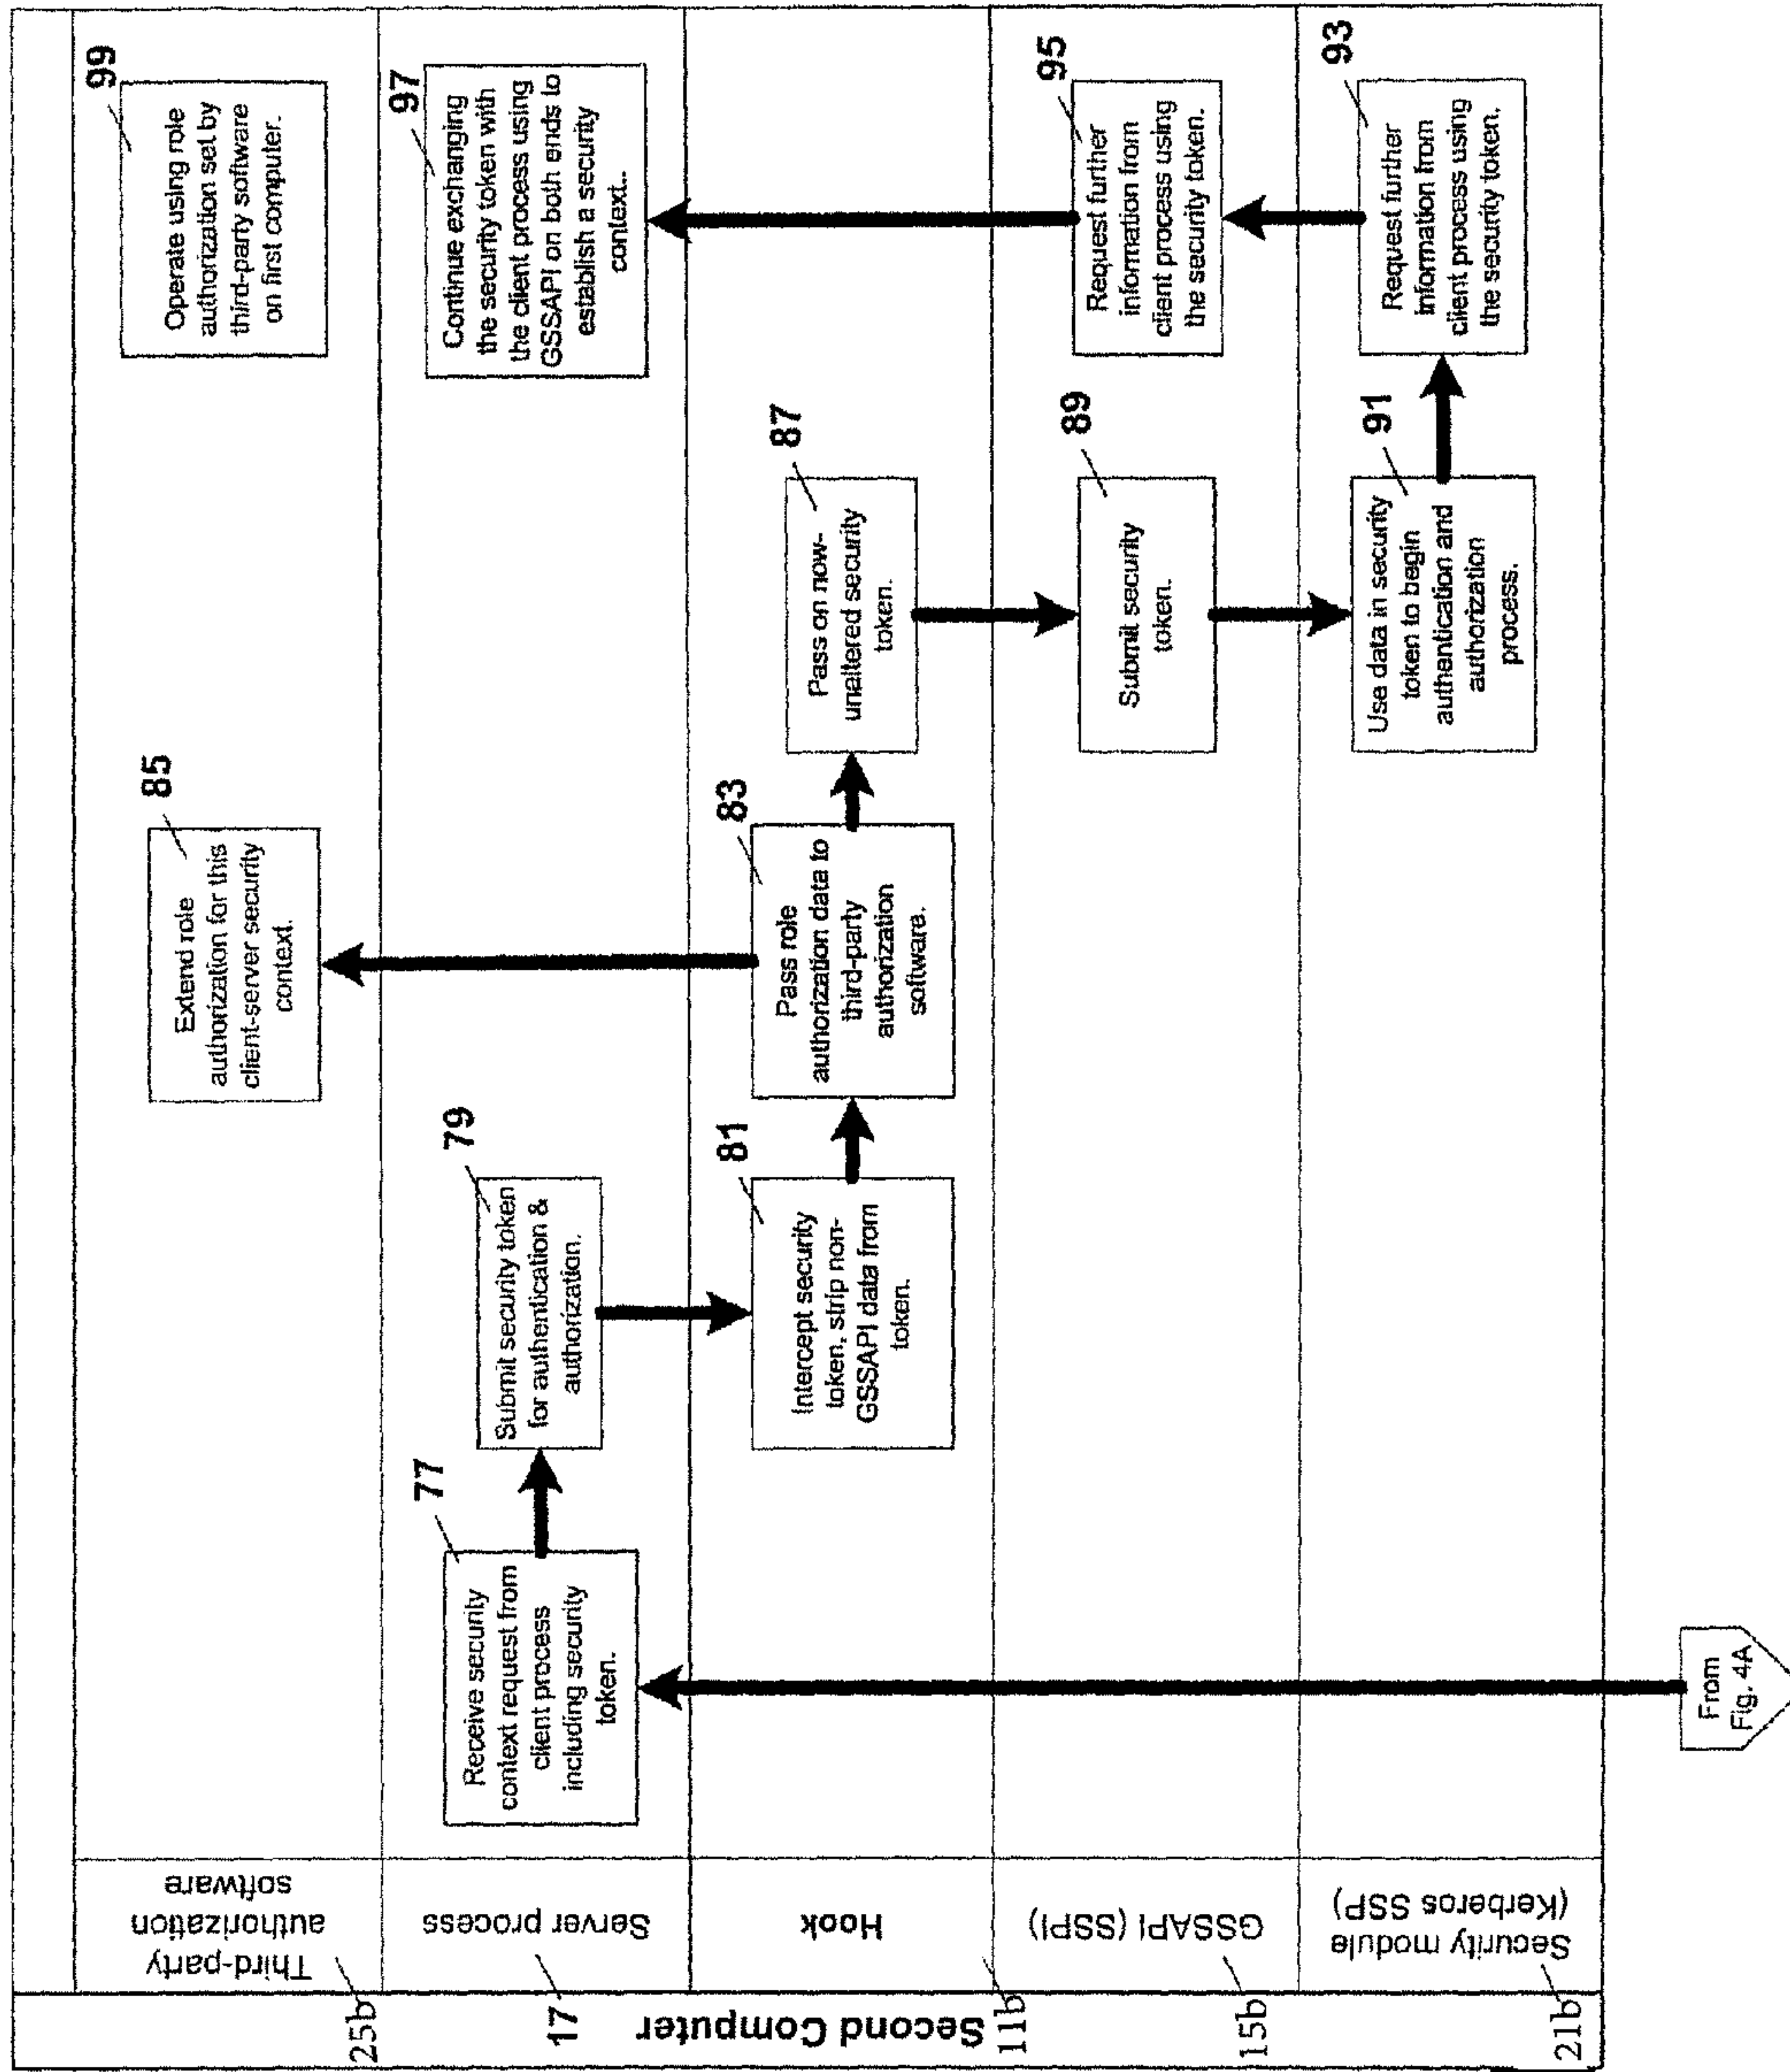 99
Operate using role
authorization set by
third-party software
on first computer.
97
Continue exchanging
the security token with
the client process using
GSSAPI on both ends to
establish a security
context..
95
Request further
information from
client process using
the security token.
93
Request further
information from
client process using
the security token.
87
Pass on now-
unaltered security
token.
89
Submit security
token.
91
Use data in security
token to begin
authentication and
authorization
process.
85
Extend role
authorization for this
client-server security
context.
83
Pass role
authorization data to
third-party
authorization
software.
79
Submit security token
for authentication &
authorization.
81
Intercept security
token, strip non-
GSSAPI data from
token.
77
Receive security
context request from
client process
including security
token.
From
Fig. 4A
Third-party
authorization
software
Server process
Hook
GSSAPI (SSPI)
Security module
(Kerberos SSP)
25b
17
Second Computer
11b
15b
21b